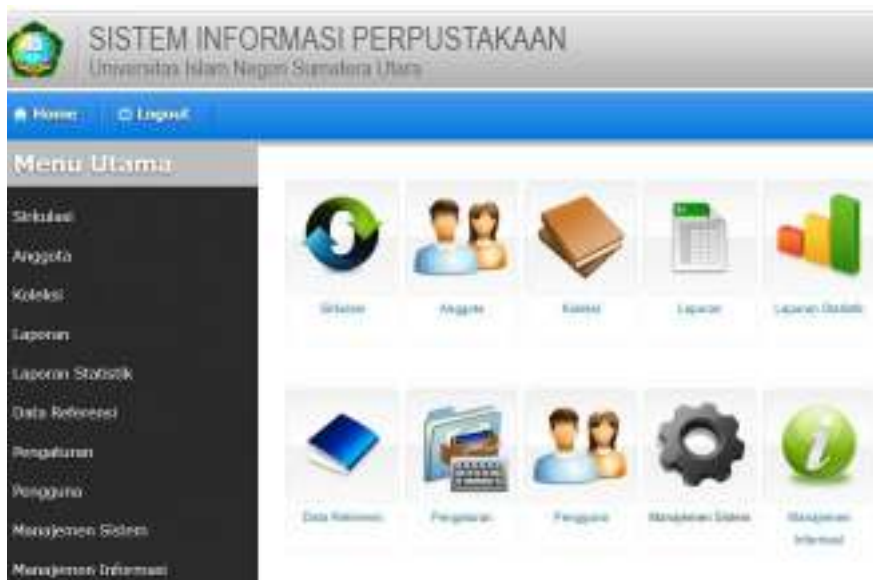 SISTEM INFORMASI PERPUSTAKAAN
Universitas Islam Negeri Sumatera Utara
Home Logout
Menu Utama
Sirkulasi
Anggota
Koleksi
Laporan
Laporan Statistik
Data Referensi
Pengaturan
Pengguna
Manajemen Sistem
Manajemen Informasi
Sirkulasi Anggota Koleksi Laporan Laporan Statistik
Data Referensi Pengaturan Pengguna Manajemen Sistem Manajemen
Informasi